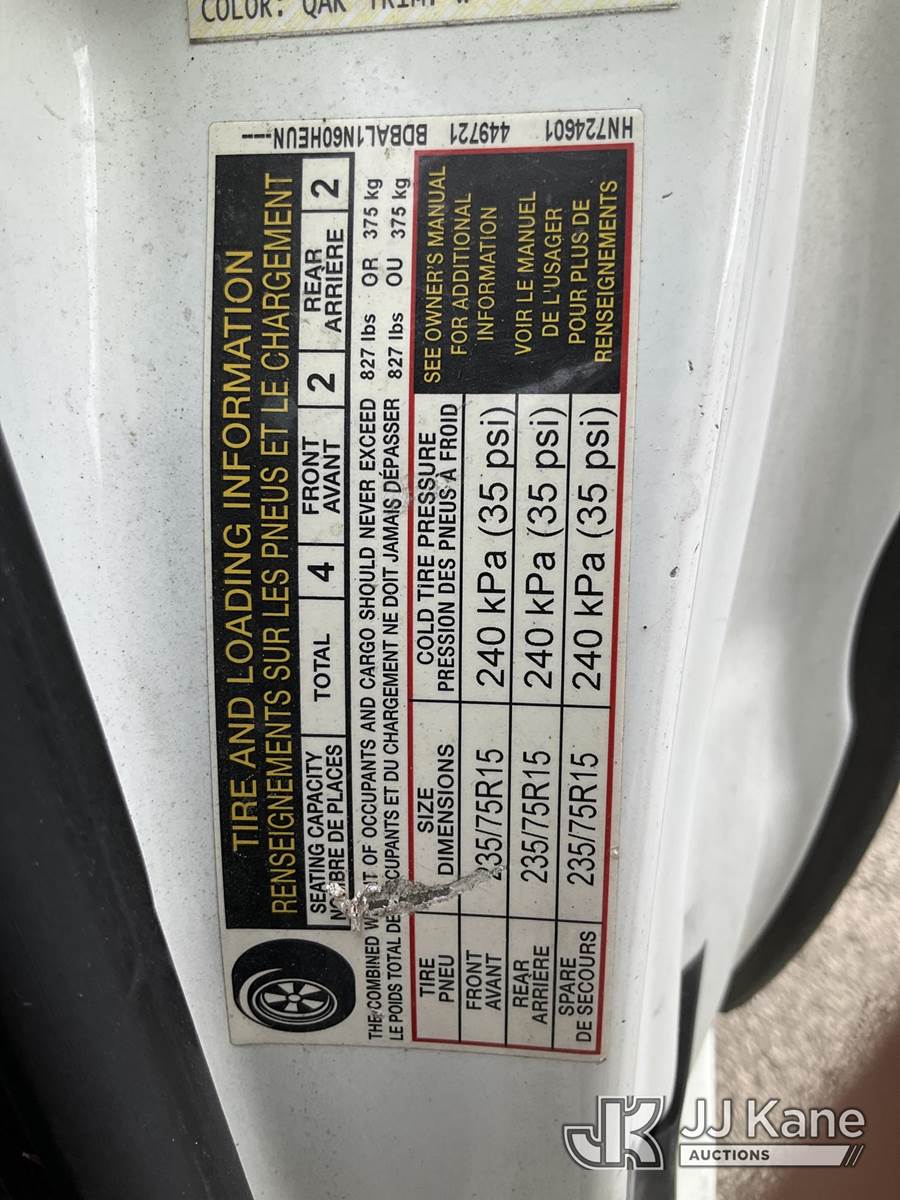 COLOR: QAK TRIM:
TIRE AND LOADING INFORMATION
RENSEIGNEMENTS SUR LES PNEUS ET LE CHARGEMENT
SEATING CAPACITY
BRE DE PLACES
TOTAL 4
FRONT
AVANT 2
REAR
ARRIÈRE 2
THE COMBINED OF OCCUPANTS AND CARGO SHOULD NEVER EXCEED 827 lbs OR 375 kg
LE POIDS TOTAL DE CUPANTS ET DU CHARGEMENT NE DOIT JAMAIS DÉPASSER 827 lbs OU 375 kg
TIRE SIZE COLD TIRE PRESSURE
PNEU DIMENSIONS PRESSION DES PNEUS À FROID
FRONT
AVANT 235/75R15 240 kPa (35 psi)
REAR
ARRIÈRE 235/75R15 240 kPa (35 psi)
SPARE
DE SECOURS 235/75R15 240 kPa (35 psi)
SEE OWNER'S MANUAL
FOR ADDITIONAL
INFORMATION
VOIR LE MANUEL
DE L'USAGER
POUR PLUS DE
RENSEIGNEMENTS
HN724601 449721 BDBAL1N60HEUN----
JK JJ Kane
AUCTIONS